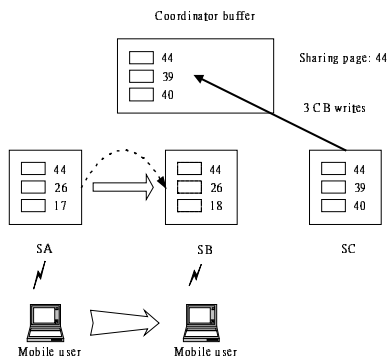 Coordinator buffer
44
39
40
Sharing page: 44
3 CB writes
44
26
17
44
26
18
44
39
40
SA
SB
SC
Mobile user
Mobile user